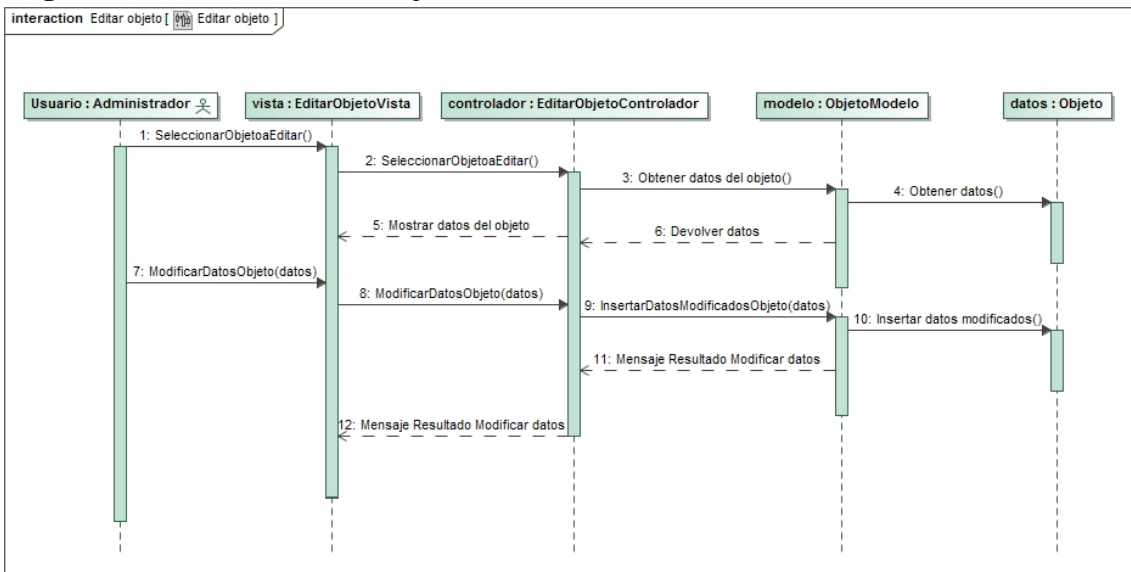 interaction Editar objeto [ Editar objeto ]
Usuario : Administrador
vista : EditarObjetoVista
controlador : EditarObjetoControlador
modelo : ObjetoModelo
datos : Objeto
1: SeleccionarObjetoaEditar()
2: SeleccionarObjetoaEditar()
3: Obtener datos del objeto()
4: Obtener datos()
5: Mostrar datos del objeto
6: Devolver datos
7: ModificarDatosObjeto(datos)
8: ModificarDatosObjeto(datos)
9: InsertarDatosModificadosObjeto(datos)
10: Insertar datos modificados()
11: Mensaje Resultado Modificar datos
12: Mensaje Resultado Modificar datos